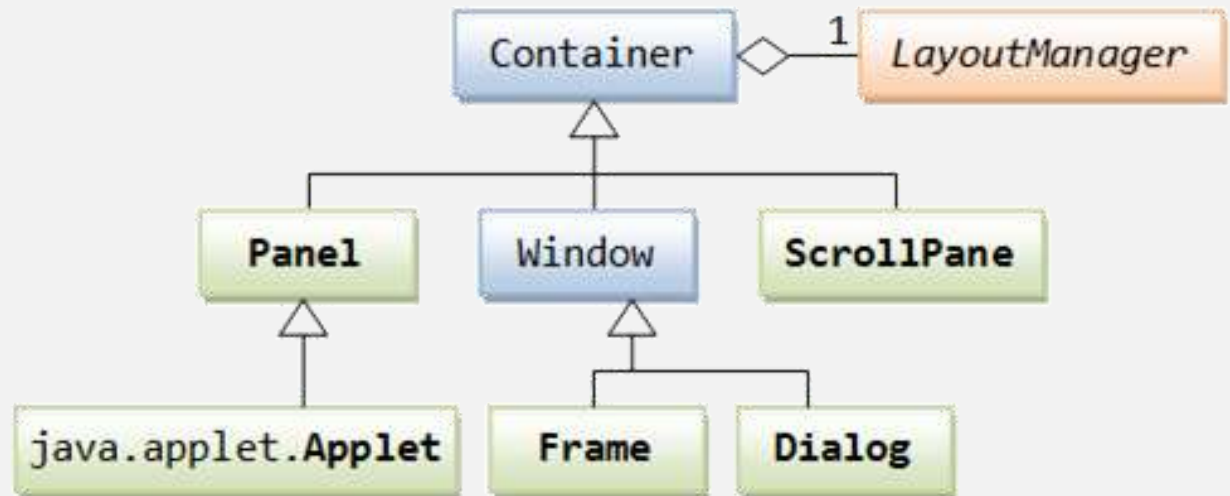 Container
1
LayoutManager
Panel
Window
ScrollPane
java.applet.Applet
Frame
Dialog